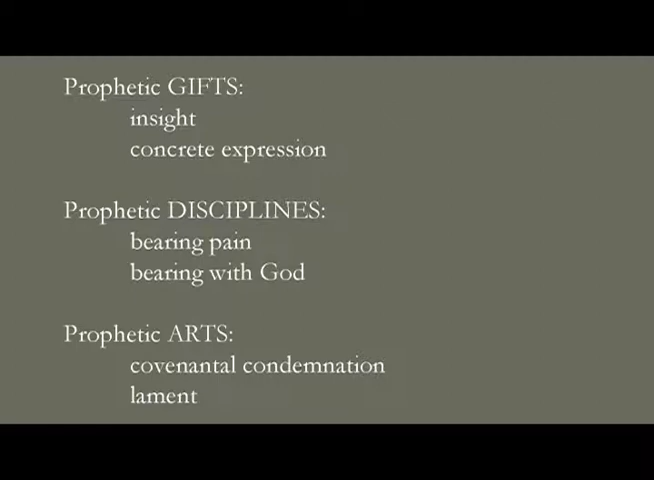 Prophetic GIFTS:
insight
concrete expression
Prophetic DISCIPLINES:
bearing pain
bearing with God
Prophetic ARTS:
covenantal condemnation
lament